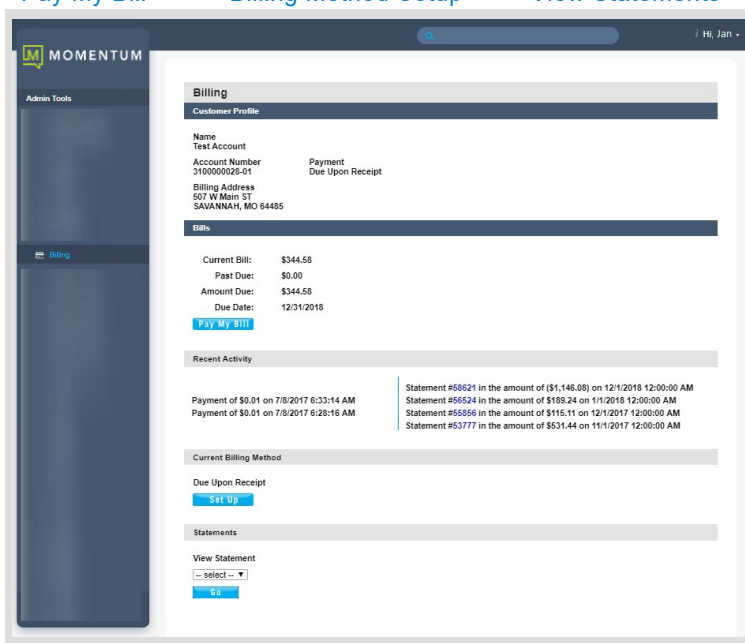 Pay My Bill Billing Method Setup View Statements
Hi, Jan
MOMENTUM
Admin Tools
Billing
Billing
Customer Profile
Name
Test Account
Account Number Payment
3100000028-01 Due Upon Receipt
Billing Address
507 W Main ST
SAVANNAH, MO 64485
Bills
Current Bill: $344.58
Past Due: $0.00
Amount Due: $344.58
Due Date: 12/31/2018
Pay My Bill
Recent Activity
Payment of $0.01 on 7/8/2017 6:33:14 AM
Payment of $0.01 on 7/8/2017 6:28:16 AM
Statement #58621 in the amount of ($1,146.08) on 12/1/2018 12:00:00 AM
Statement #56524 in the amount of $189.24 on 1/1/2018 12:00:00 AM
Statement #55856 in the amount of $115.11 on 12/1/2017 12:00:00 AM
Statement #53777 in the amount of $531.44 on 11/1/2017 12:00:00 AM
Current Billing Method
Due Upon Receipt
Set Up
Statements
View Statement
-- select --
Go